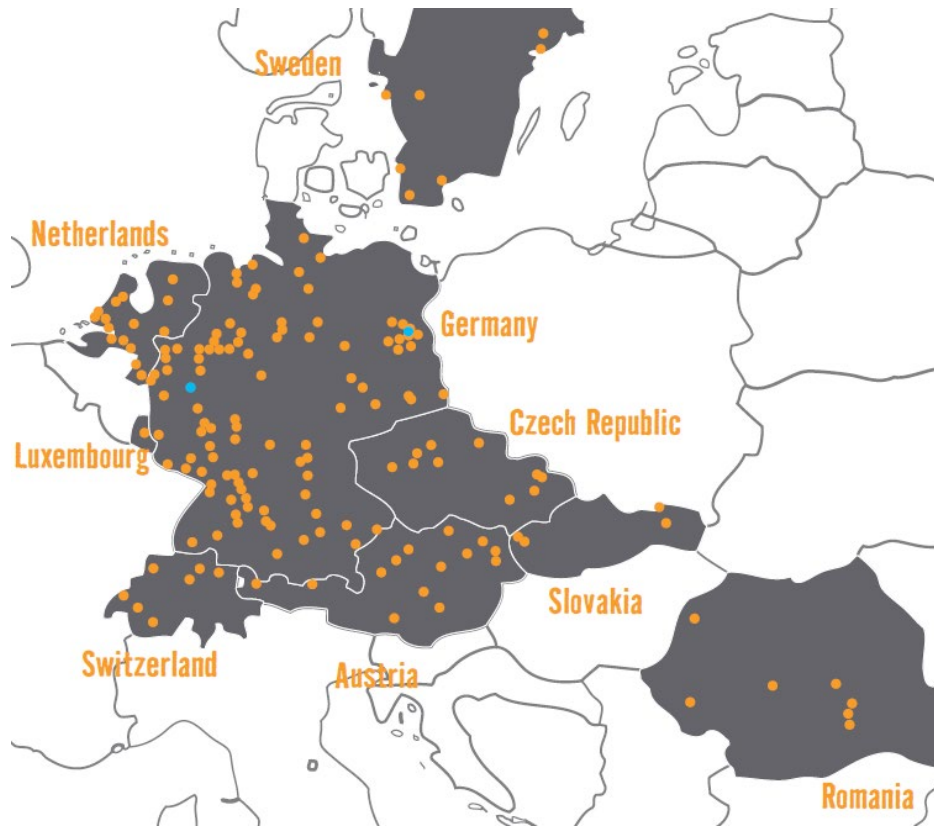 Sweden
Netherlands
Germany
Czech Republic
Luxembourg
Slovakia
Switzerland
Austria
Romania